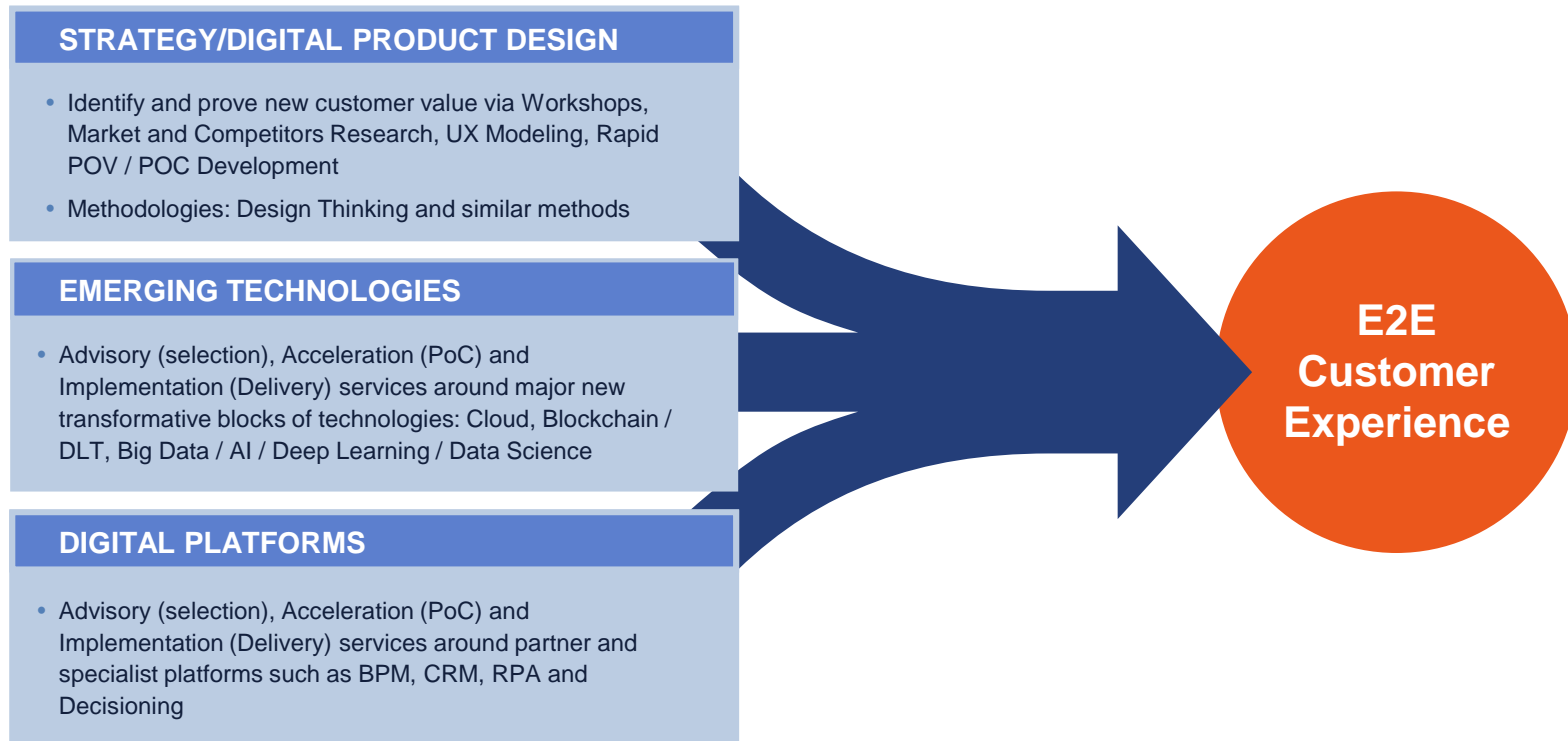 STRATEGY/DIGITAL PRODUCT DESIGN
• Identify and prove new customer value via Workshops,
Market and Competitors Research, UX Modeling, Rapid
POV / POC Development
• Methodologies: Design Thinking and similar methods
EMERGING TECHNOLOGIES
• Advisory (selection), Acceleration (PoC) and
Implementation (Delivery) services around major new
transformative blocks of technologies: Cloud, Blockchain /
DLT, Big Data / AI / Deep Learning / Data Science
DIGITAL PLATFORMS
• Advisory (selection), Acceleration (PoC) and
Implementation (Delivery) services around partner and
specialist platforms such as BPM, CRM, RPA and
Decisioning
E2E
Customer
Experience